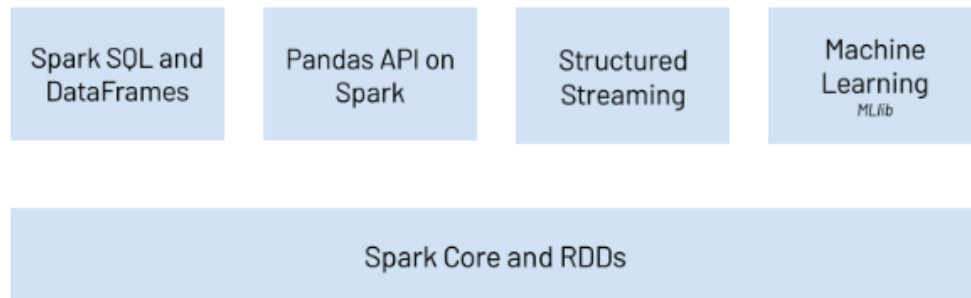 Spark SQL and
DataFrames
Pandas API on
Spark
Structured
Streaming
Machine
Learning
MLlib
Spark Core and RDDs